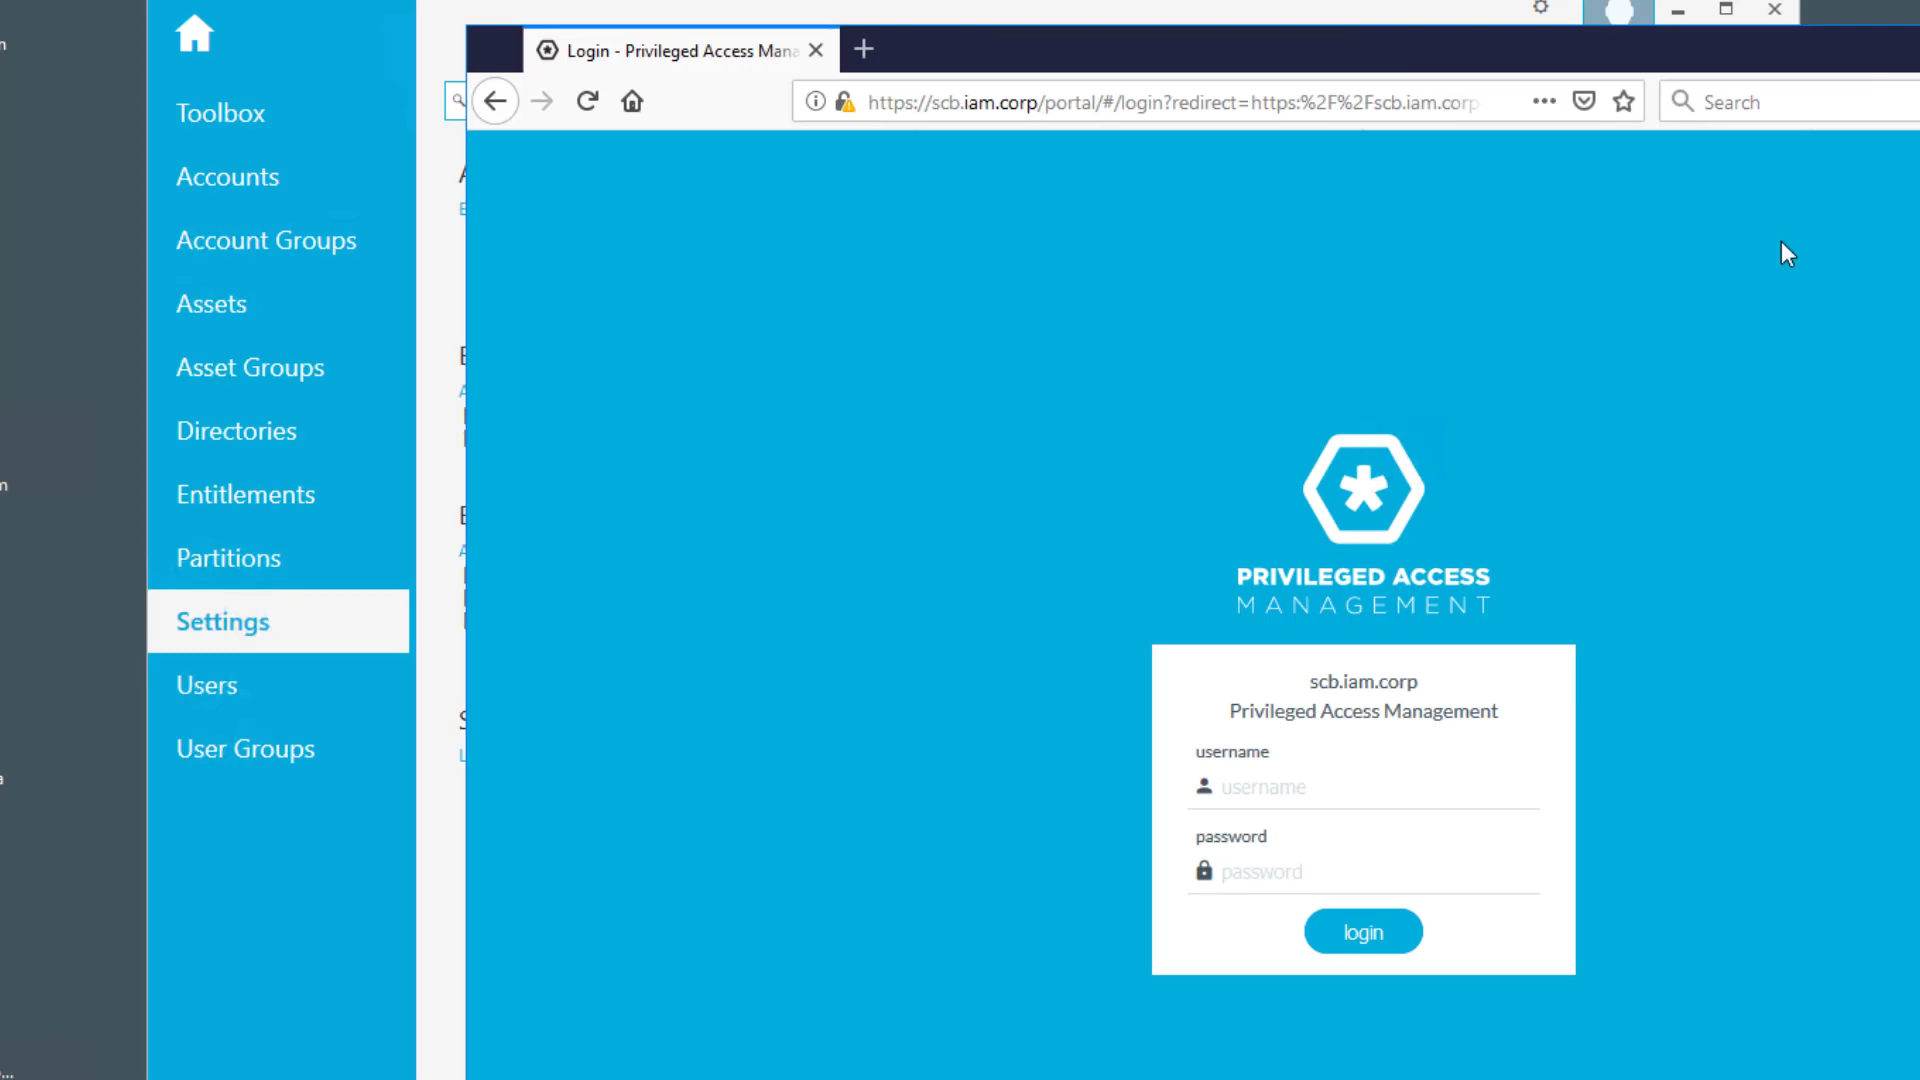 Toolbox
Accounts
Account Groups
Assets
Asset Groups
Directories
Entitlements
Partitions
Settings
Users
User Groups
Login - Privileged Access Mana
https://scb.iam.corp/portal/#/login?redirect=https:%2F%2Fscb.iam.corp
Search
PRIVILEGED ACCESS
MANAGEMENT
scb.iam.corp
Privileged Access Management
username
username
password
password
login